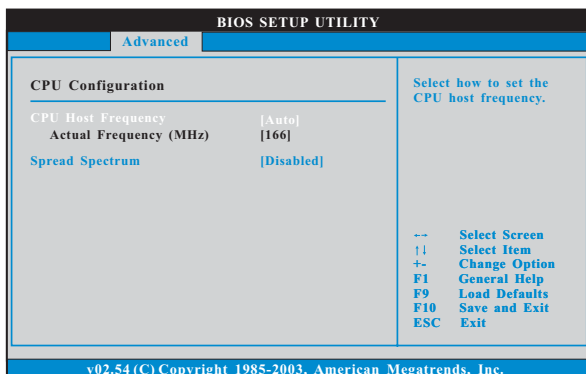 BIOS SETUP UTILITY
Advanced
CPU Configuration
CPU Host Frequency [Auto]
Actual Frequency (MHz) [166]
Spread Spectrum [Disabled]
Select how to set the
CPU host frequency.
←→ Select Screen
↑↓ Select Item
+- Change Option
F1 General Help
F9 Load Defaults
F10 Save and Exit
ESC Exit
v02.54 (C) Copyright 1985-2003, American Megatrends, Inc.